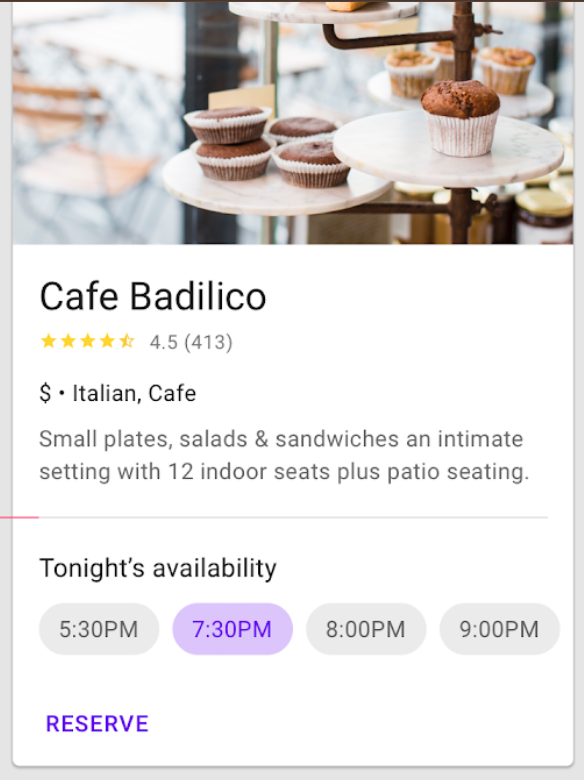 Cafe Badilico
4.5 (413)
$ • Italian, Cafe
Small plates, salads & sandwiches an intimate
setting with 12 indoor seats plus patio seating.
Tonight’s availability
5:30PM 7:30PM 8:00PM 9:00PM
RESERVE